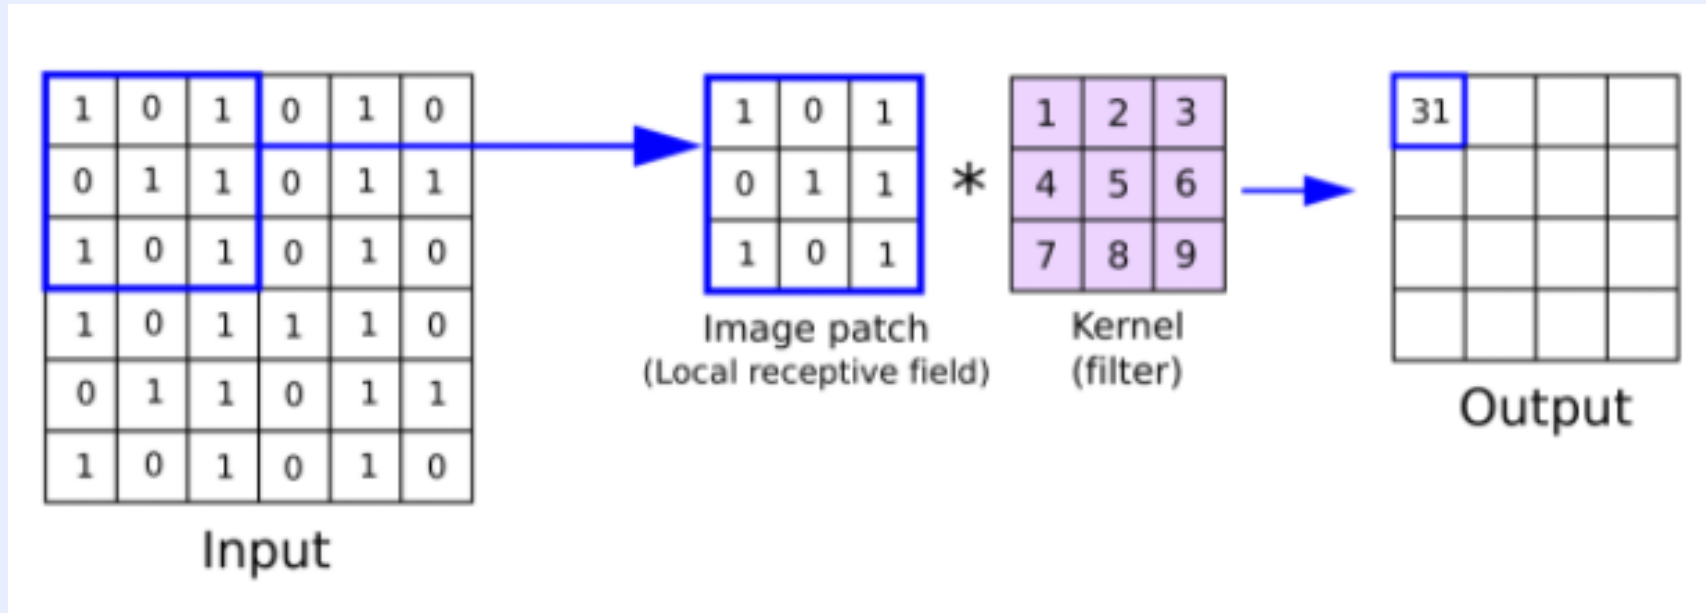 1 0 1 0 1 0
0 1 1 0 1 1
1 0 1 0 1 0
1 0 1 1 1 0
0 1 1 0 1 1
1 0 1 0 1 0
Input
1 0 1
0 1 1
1 0 1
Image patch
(Local receptive field)
*
1 2 3
4 5 6
7 8 9
Kernel
(filter)
31
Output